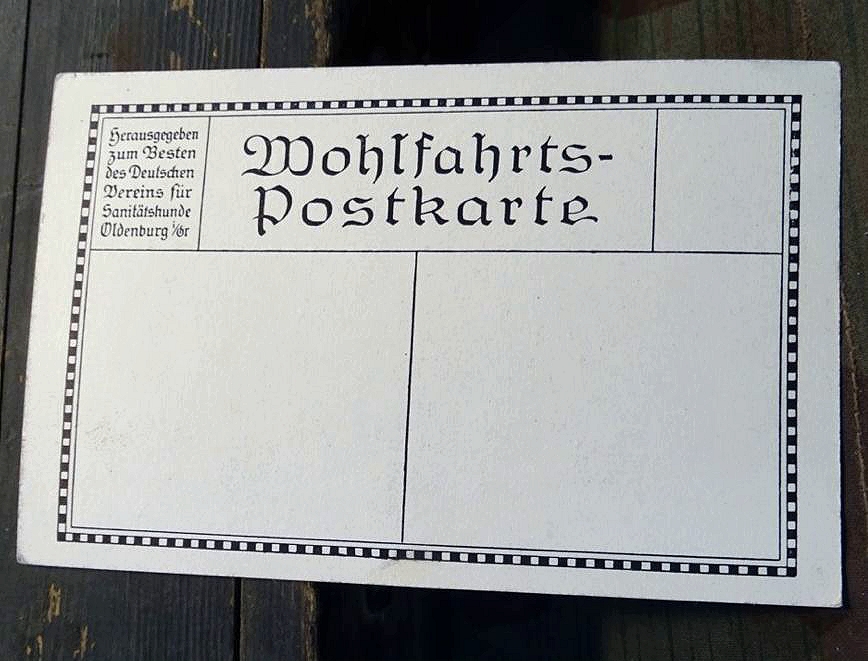 Herausgegeben
zum Besten
des Deutschen
Vereins für
Sanitätshunde
Oldenburg i/Gr
Wohlfahrts-
Postkarte